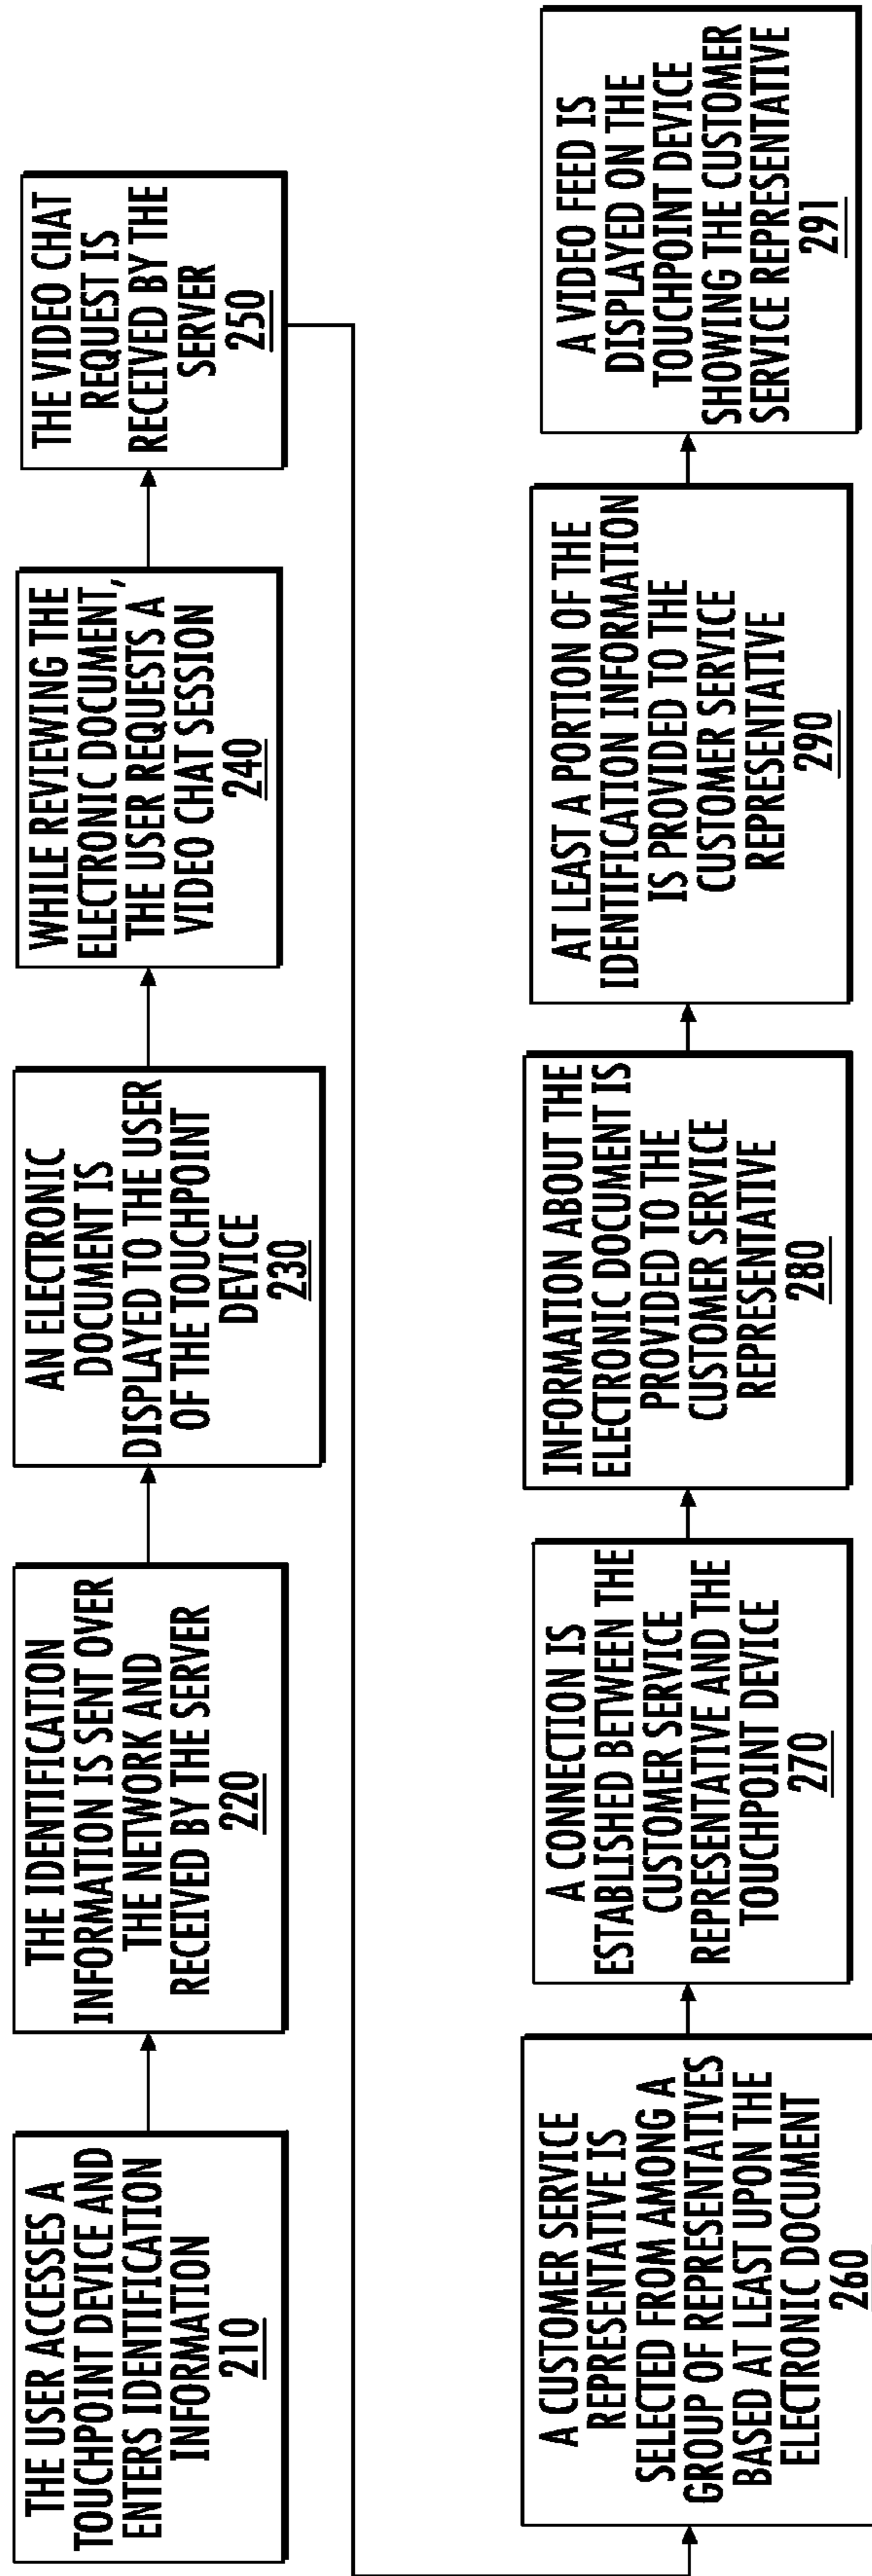 THE USER ACCESSES A
TOUCHPOINT DEVICE AND
ENTERS IDENTIFICATION
INFORMATION
210
THE IDENTIFICATION
INFORMATION IS SENT OVER
THE NETWORK AND
RECEIVED BY THE SERVER
220
AN ELECTRONIC
DOCUMENT IS
DISPLAYED TO THE USER
OF THE TOUCHPOINT
DEVICE
230
WHILE REVIEWING THE
ELECTRONIC DOCUMENT,
THE USER REQUESTS A
VIDEO CHAT SESSION
240
THE VIDEO CHAT
REQUEST IS
RECEIVED BY THE
SERVER
250
A CUSTOMER SERVICE
REPRESENTATIVE IS
SELECTED FROM AMONG A
GROUP OF REPRESENTATIVES
BASED AT LEAST UPON THE
ELECTRONIC DOCUMENT
260
A CONNECTION IS
ESTABLISHED BETWEEN THE
CUSTOMER SERVICE
REPRESENTATIVE AND THE
TOUCHPOINT DEVICE
270
INFORMATION ABOUT THE
ELECTRONIC DOCUMENT IS
PROVIDED TO THE
CUSTOMER SERVICE
REPRESENTATIVE
280
AT LEAST A PORTION OF THE
IDENTIFICATION INFORMATION
IS PROVIDED TO THE
CUSTOMER SERVICE
REPRESENTATIVE
290
A VIDEO FEED IS
DISPLAYED ON THE
TOUCHPOINT DEVICE
SHOWING THE CUSTOMER
SERVICE REPRESENTATIVE
291